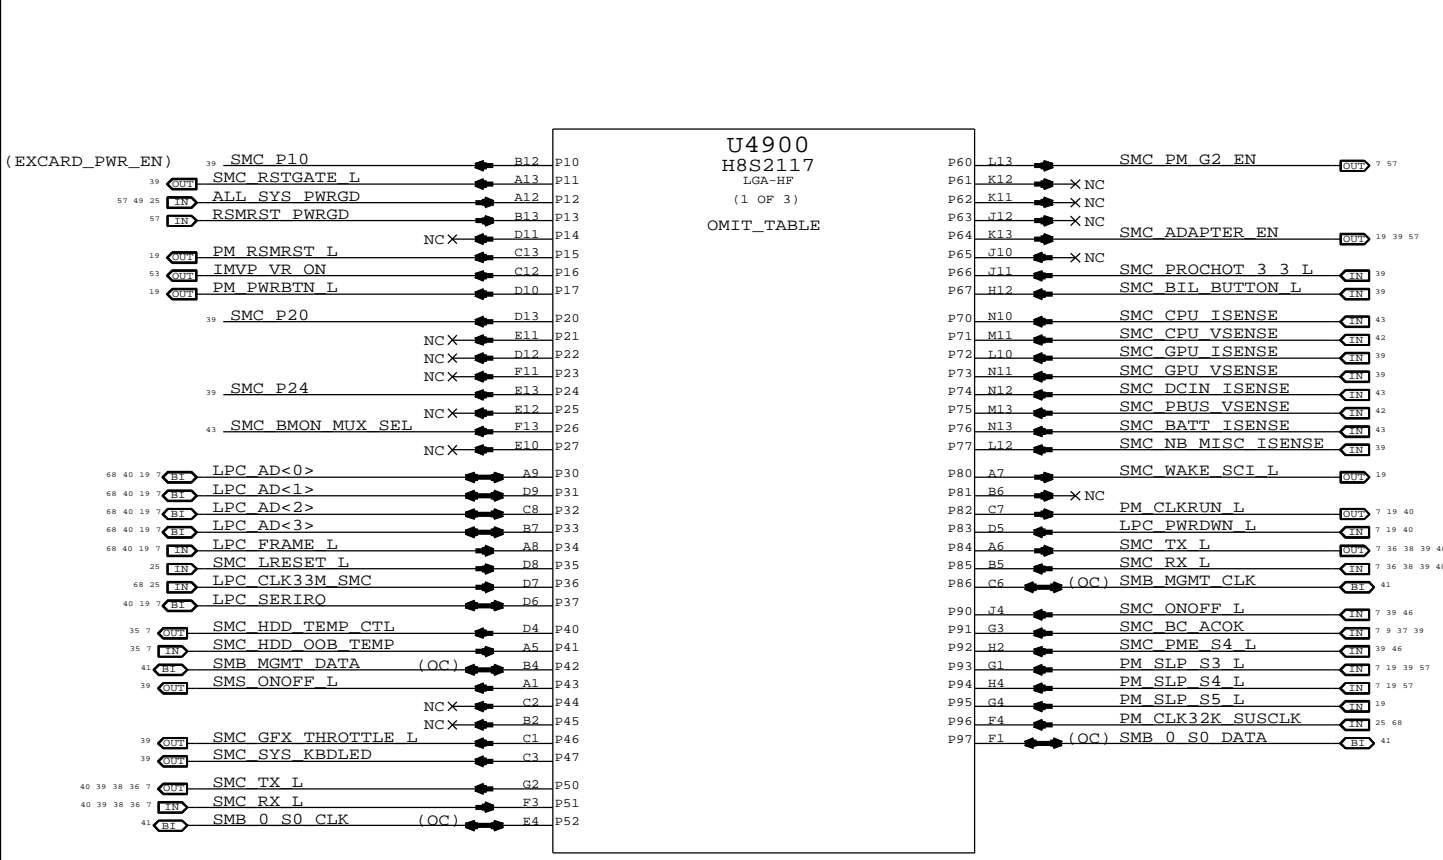 U4900
H8S2117
LGA-HF
(1 OF 3)
OMIT_TABLE
(EXCARD_PWR_EN) 39 SMC_P10 B12 P10
39 OUT SMC_RSTGATE_L A13 P11
57 49 25 IN ALL_SYS_PWRGD A12 P12
57 IN RSMRST_PWRGD B13 P13
NC D11 P14
19 OUT PM_RSMRST_L C13 P15
53 OUT IMVP_VR_ON C12 P16
19 OUT PM_PWRBTN_L D10 P17
39 SMC_P20 D13 P20
NC E11 P21
NC D12 P22
NC F11 P23
39 SMC_P24 E13 P24
NC E12 P25
43 SMC_BMON_MUX_SEL F13 P26
NC E10 P27
68 40 19 7 BI LPC_AD<0> A9 P30
68 40 19 7 BI LPC_AD<1> D9 P31
68 40 19 7 BI LPC_AD<2> C8 P32
68 40 19 7 BI LPC_AD<3> B7 P33
68 40 19 7 IN LPC_FRAME_L A8 P34
25 IN SMC_LRESET_L D8 P35
68 25 IN LPC_CLK33M_SMC D7 P36
40 19 7 BI LPC_SERIRQ D6 P37
35 7 OUT SMC_HDD_TEMP_CTL D4 P40
35 7 IN SMC_HDD_OOB_TEMP A5 P41
41 BI SMB_MGMT_DATA (OC) B4 P42
39 OUT SMS_ONOFF_L A1 P43
NC C2 P44
NC B2 P45
39 OUT SMC_GFX_THROTTLE_L C1 P46
39 OUT SMC_SYS_KBDLED C3 P47
40 39 38 36 7 OUT SMC_TX_L G2 P50
40 39 38 36 7 IN SMC_RX_L F3 P51
41 BI SMB_0_S0_CLK (OC) E4 P52
P60 L13 SMC_PM_G2_EN OUT 7 57
P61 K12 NC
P62 K11 NC
P63 J12 NC
P64 K13 SMC_ADAPTER_EN OUT 19 39 57
P65 J10 NC
P66 J11 SMC_PROCHOT_3_3_L IN 39
P67 H12 SMC_BIL_BUTTON_L IN 39
P70 N10 SMC_CPU_ISENSE IN 43
P71 M11 SMC_CPU_VSENSE IN 42
P72 L10 SMC_GPU_ISENSE IN 39
P73 N11 SMC_GPU_VSENSE IN 39
P74 N12 SMC_DCIN_ISENSE IN 43
P75 M13 SMC_PBUS_VSENSE IN 42
P76 N13 SMC_BATT_ISENSE IN 43
P77 L12 SMC_NB_MISC_ISENSE IN 39
P80 A7 SMC_WAKE_SCI_L OUT 19
P81 B6 NC
P82 C7 PM_CLKRUN_L OUT 7 19 40
P83 D5 LPC_PWRDWN_L IN 7 19 40
P84 A6 SMC_TX_L OUT 7 36 38 39 40
P85 B5 SMC_RX_L IN 7 36 38 39 40
P86 C6 (OC) SMB_MGMT_CLK BI 41
P90 J4 SMC_ONOFF_L IN 7 39 46
P91 G3 SMC_BC_ACOK IN 7 9 37 39
P92 H2 SMC_PME_S4_L IN 39 46
P93 G1 PM_SLP_S3_L IN 7 19 39 57
P94 H4 PM_SLP_S4_L IN 7 19 57
P95 G4 PM_SLP_S5_L IN 19
P96 F4 PM_CLK32K_SUSCLK IN 25 68
P97 F1 (OC) SMB_0_S0_DATA BI 41